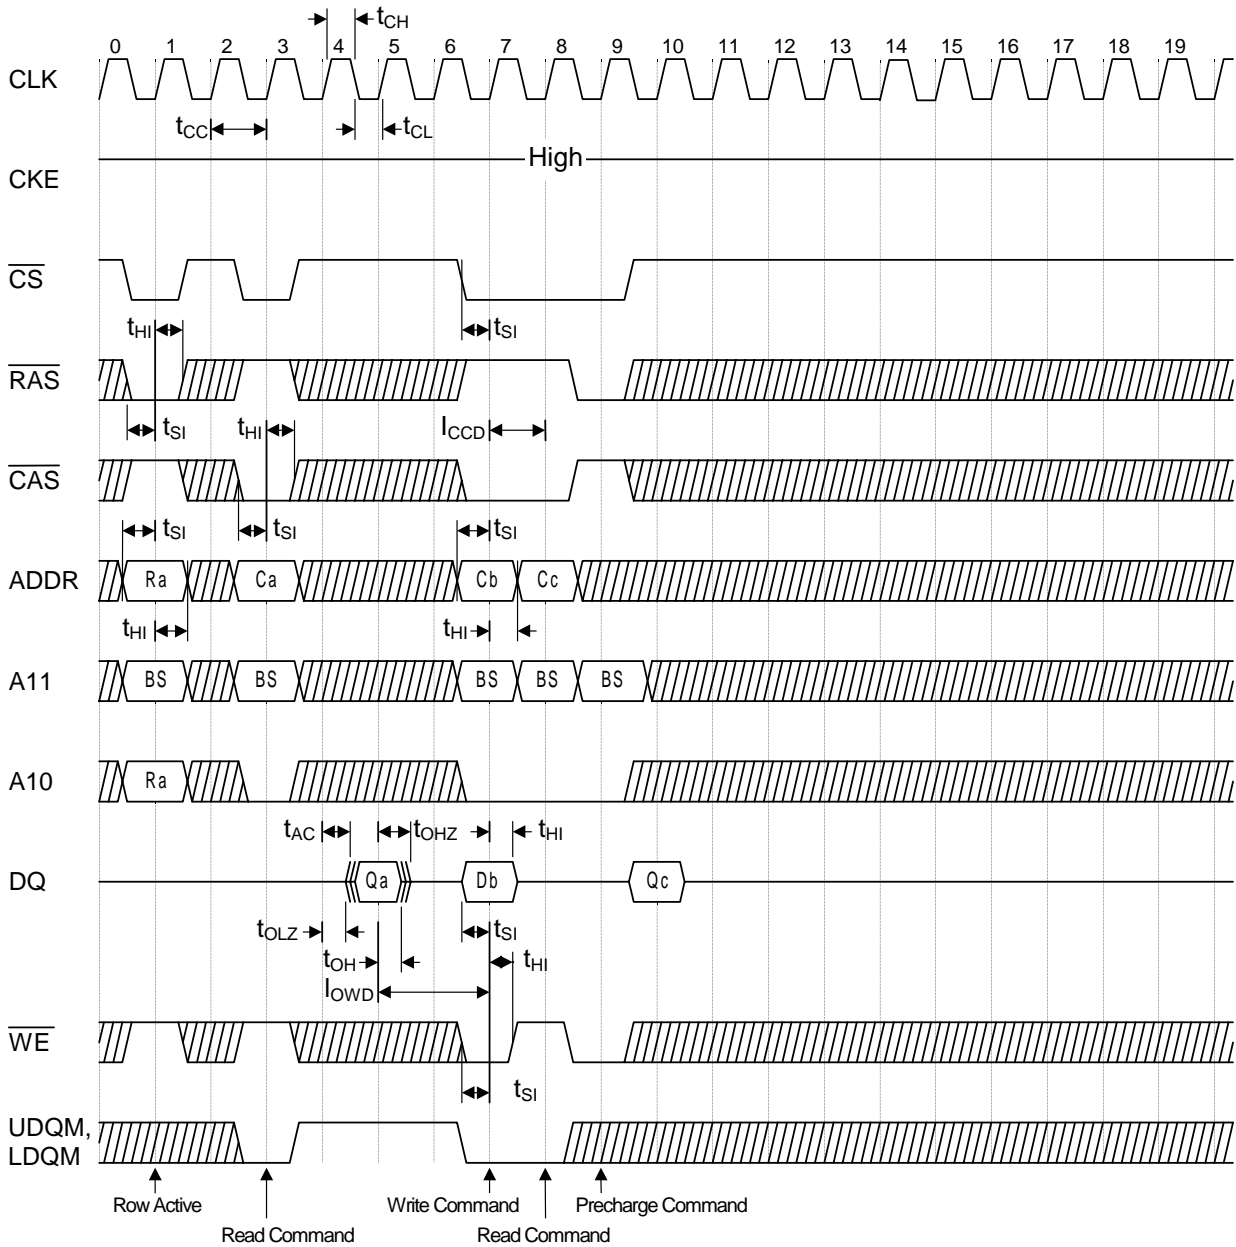 tCH
0 1 2 3 4 5 6 7 8 9 10 11 12 13 14 15 16 17 18 19
CLK
tCC tCL
High
CKE
CS
tHI tSI
RAS
tSI tHI lCCD
CAS
tSI tSI tSI
ADDR Ra Ca Cb Cc
tHI tHI
A11 BS BS BS BS BS
A10 Ra
tAC tOHZ tHI
DQ Qa Db Qc
tOLZ tSI
tOH tHI
lOWD
WE
tSI
UDQM,
LDQM
Row Active Write Command Precharge Command
Read Command Read Command